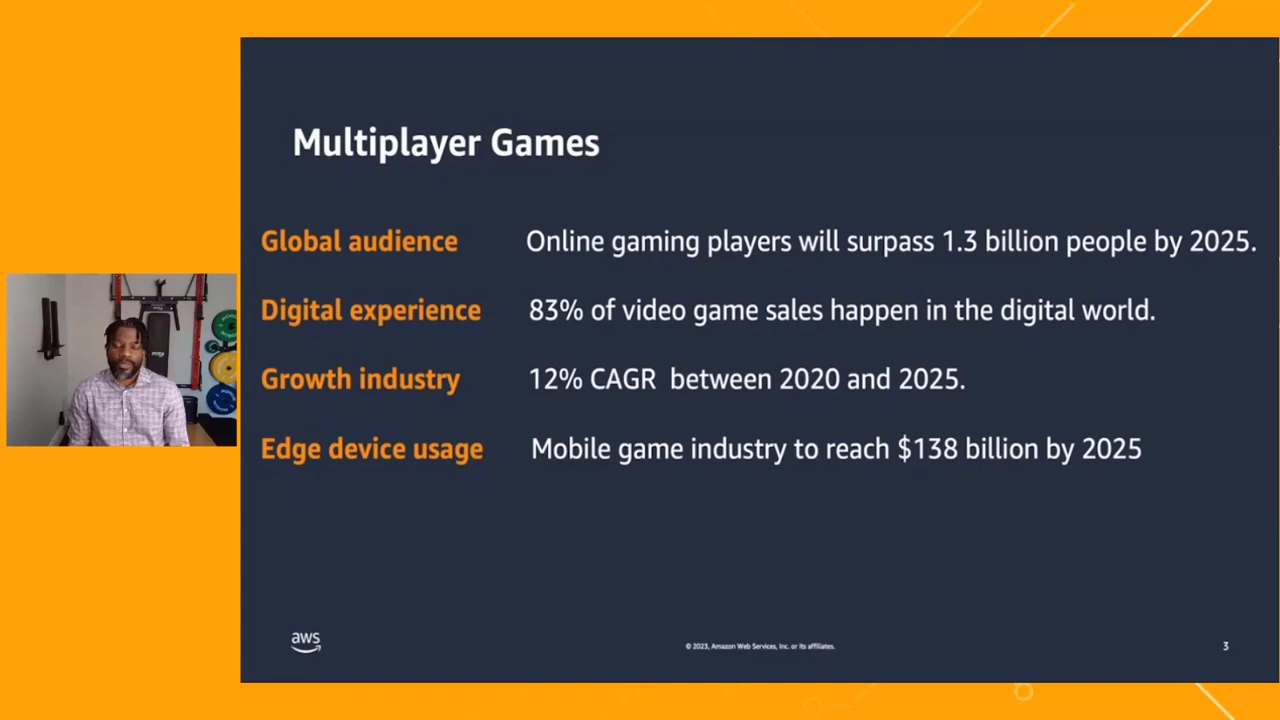 Multiplayer Games
Global audience Online gaming players will surpass 1.3 billion people by 2025.
Digital experience 83% of video game sales happen in the digital world.
Growth industry 12% CAGR between 2020 and 2025.
Edge device usage Mobile game industry to reach $138 billion by 2025
aws
© 2023, Amazon Web Services, Inc. or its affiliates.
3